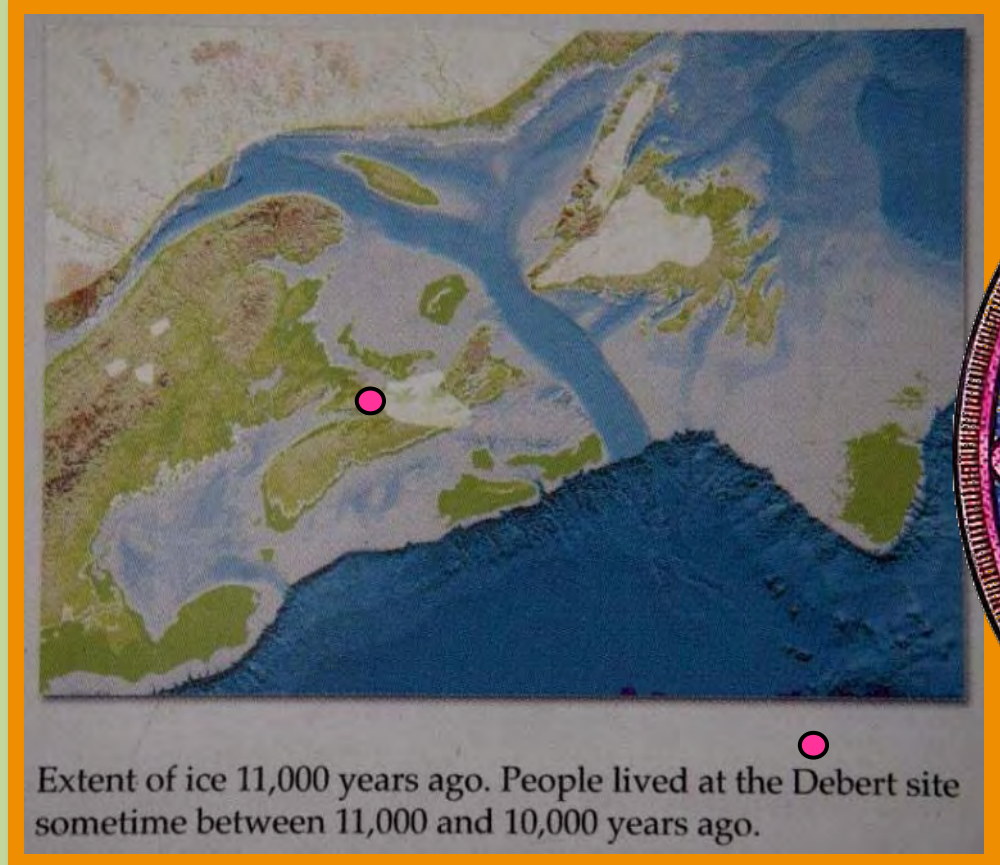 Extent of ice 11,000 years ago. People lived at the Debert site
sometime between 11,000 and 10,000 years ago.